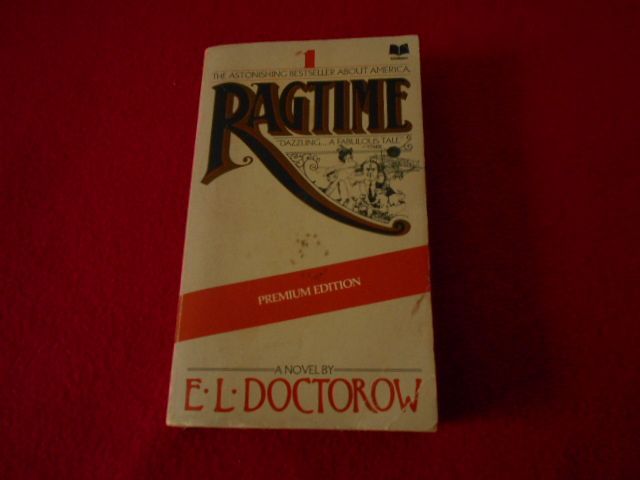 1
THE ASTONISHING BESTSELLER ABOUT AMERICA
RAGTIME
"DAZZLING... A FABULOUS TALE"
PREMIUM EDITION
A NOVEL BY
E·L·DOCTOROW